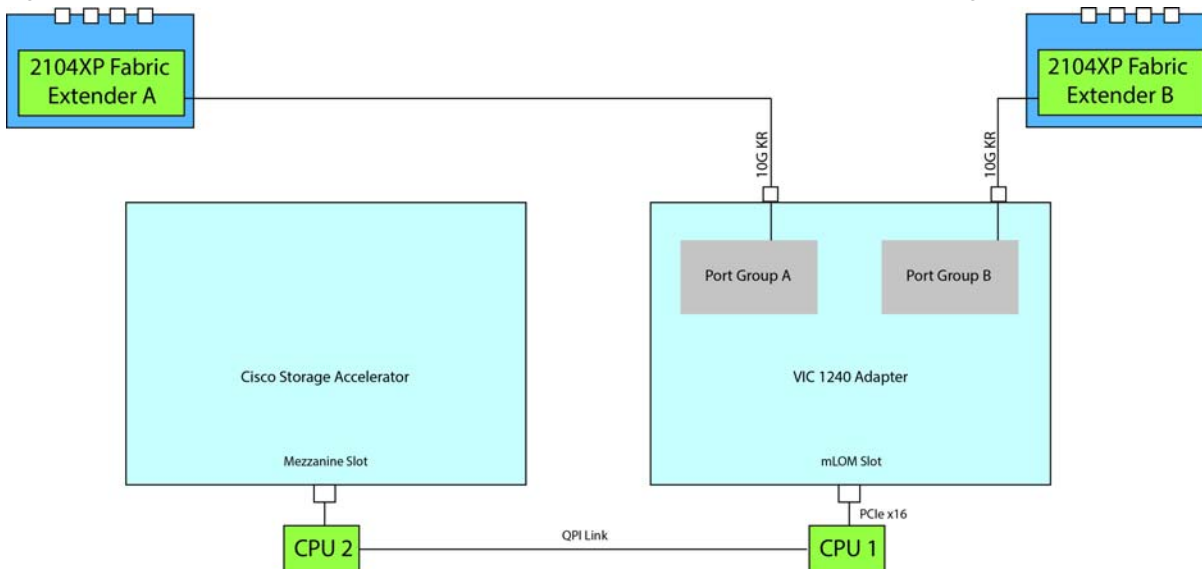 2104XP Fabric
Extender A
2104XP Fabric
Extender B
10G KR
10G KR
Port Group A
Port Group B
Cisco Storage Accelerator
VIC 1240 Adapter
Mezzanine Slot
mLOM Slot
PCIe x16
CPU 2
QPI Link
CPU 1